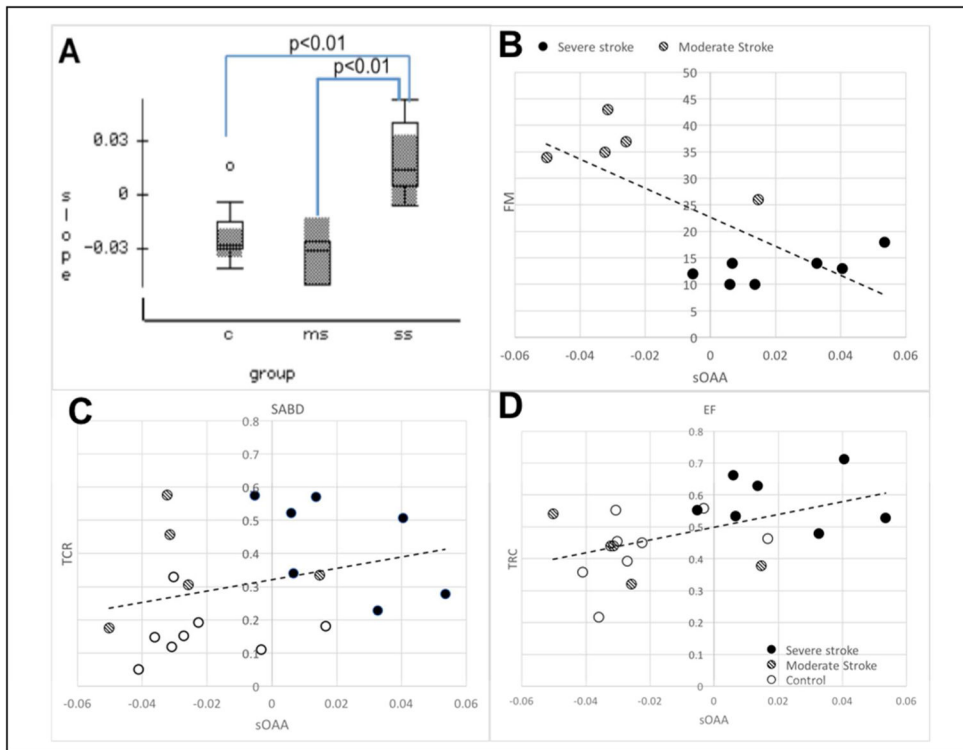 A
p<0.01
p<0.01
0.03
0
-0.03
slope
c ms ss
group
B
Severe stroke Moderate Stroke
50
45
40
35
30
25
20
15
10
5
0
FM
-0.06 -0.04 -0.02 0 0.02 0.04 0.06
sOAA
C
SABD
0.8
0.7
0.6
0.5
0.4
0.3
0.2
0.1
0
TCR
-0.06 -0.04 -0.02 0 0.02 0.04 0.06
sOAA
D
EF
0.8
0.7
0.6
0.5
0.4
0.3
0.2
0.1
0
TRC
Severe stroke
Moderate Stroke
Control
-0.06 -0.04 -0.02 0 0.02 0.04 0.06
sOAA